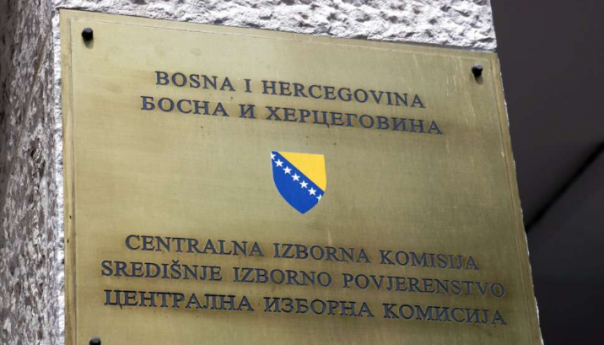 BOSNA I HERCEGOVINA
БОСНА И ХЕРЦЕГОВИНА
CENTRALNA IZBORNA KOMISIJA
SREDIŠNJE IZBORNO POVJERENSTVO
ЦЕНТРАЛНА ИЗБОРНА КОМИСИЈА